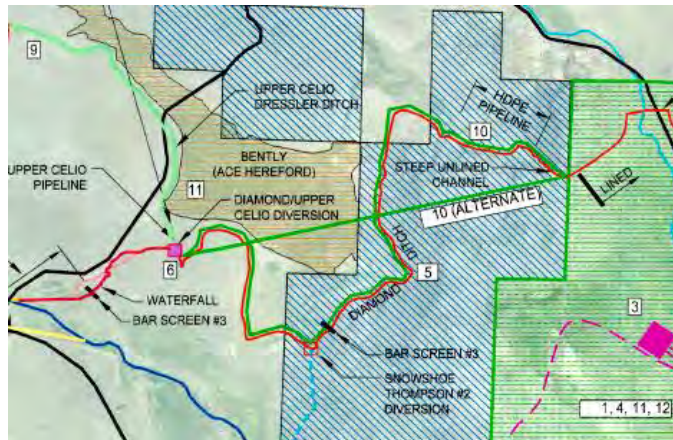 9
UPPER CELIO
DRESSLER DITCH
HDPE
PIPELINE
10
BENTLY
(ACE HEREFORD)
STEEP UNLINED
CHANNEL
UPPER CELIO
PIPELINE
11
LINED
DIAMOND/UPPER
CELIO DIVERSION
10 (ALTERNATE)
DITCH
6
5
DIAMOND
WATERFALL
BAR SCREEN #3
3
BAR SCREEN #3
SNOWSHOE
THOMPSON #2
DIVERSION
1, 4, 11, 12